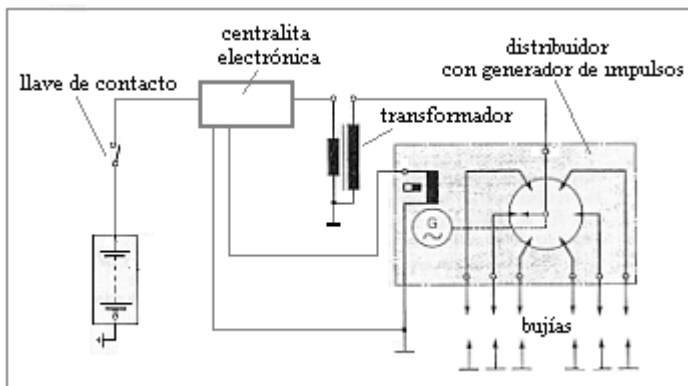 centralita
electrónica
distribuidor
con generador de impulsos
llave de contacto
transformador
G
bujías